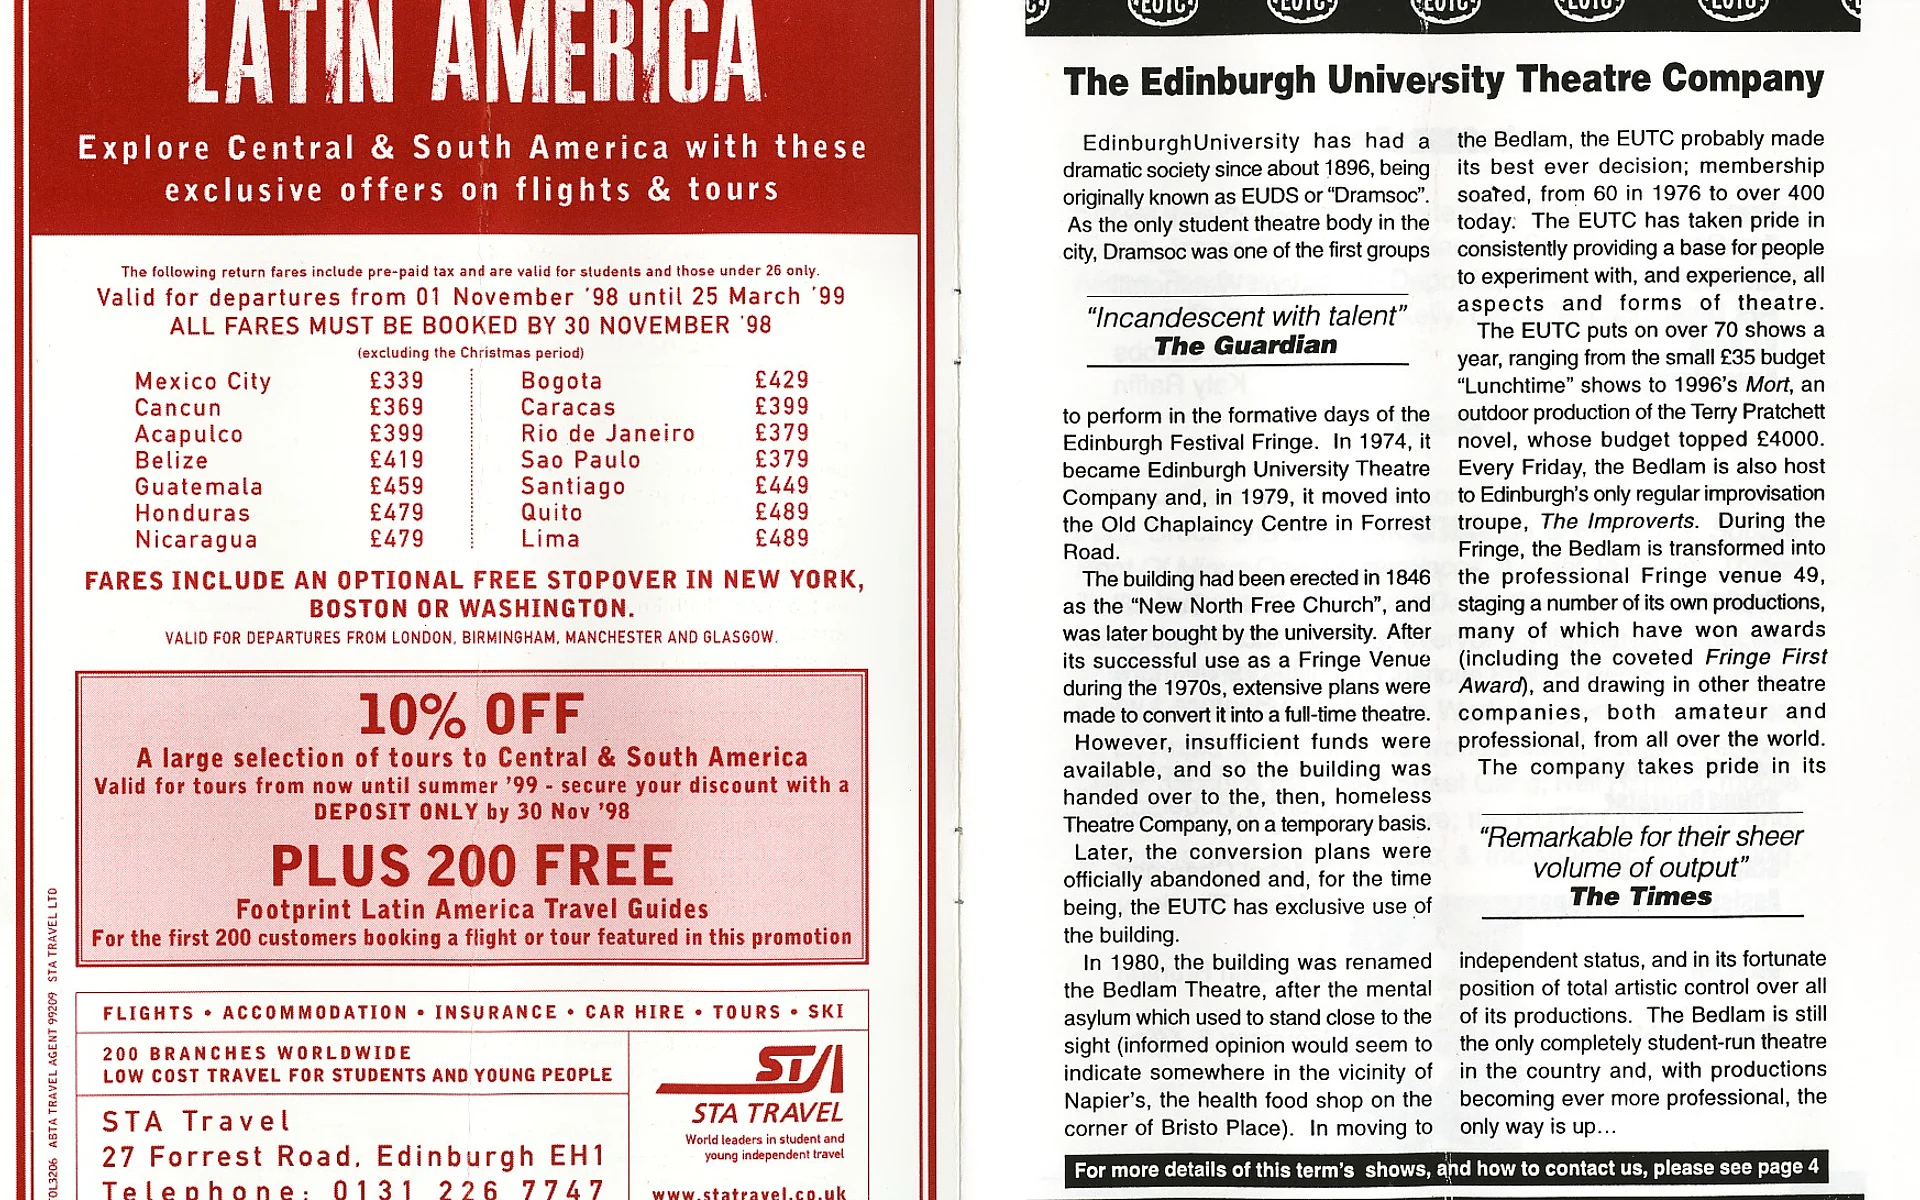 LATIN AMERICA
Explore Central & South America with these
exclusive offers on flights & tours
The following return fares include pre-paid tax and are valid for students and those under 26 only.
Valid for departures from 01 November '98 until 25 March '99
ALL FARES MUST BE BOOKED BY 30 NOVEMBER '98
(excluding the Christmas period)
Mexico City £339 Bogota £429
Cancun £369 Caracas £399
Acapulco £399 Rio de Janeiro £379
Belize £419 Sao Paulo £379
Guatemala £459 Santiago £449
Honduras £479 Quito £489
Nicaragua £479 Lima £489
FARES INCLUDE AN OPTIONAL FREE STOPOVER IN NEW YORK,
BOSTON OR WASHINGTON.
VALID FOR DEPARTURES FROM LONDON, BIRMINGHAM, MANCHESTER AND GLASGOW.
10% OFF
A large selection of tours to Central & South America
Valid for tours from now until summer '99 - secure your discount with a
DEPOSIT ONLY by 30 Nov '98
PLUS 200 FREE
Footprint Latin America Travel Guides
For the first 200 customers booking a flight or tour featured in this promotion
FLIGHTS • ACCOMMODATION • INSURANCE • CAR HIRE • TOURS • SKI
200 BRANCHES WORLDWIDE
LOW COST TRAVEL FOR STUDENTS AND YOUNG PEOPLE
STA Travel
27 Forrest Road, Edinburgh EH1
Telephone: 0131 226 7747
STA
STA TRAVEL
World leaders in student and
young independent travel
www.statravel.co.uk
ABTA TRAVEL AGENT 99209 STA TRAVEL LTD
EUTC EUTC EUTC EUTC EUTC
The Edinburgh University Theatre Company
EdinburghUniversity has had a
dramatic society since about 1896, being
originally known as EUDS or “Dramsoc”.
As the only student theatre body in the
city, Dramsoc was one of the first groups
“Incandescent with talent”
The Guardian
to perform in the formative days of the
Edinburgh Festival Fringe. In 1974, it
became Edinburgh University Theatre
Company and, in 1979, it moved into
the Old Chaplaincy Centre in Forrest
Road.
The building had been erected in 1846
as the “New North Free Church”, and
was later bought by the university. After
its successful use as a Fringe Venue
during the 1970s, extensive plans were
made to convert it into a full-time theatre.
However, insufficient funds were
available, and so the building was
handed over to the, then, homeless
Theatre Company, on a temporary basis.
Later, the conversion plans were
officially abandoned and, for the time
being, the EUTC has exclusive use of
the building.
In 1980, the building was renamed
the Bedlam Theatre, after the mental
asylum which used to stand close to the
sight (informed opinion would seem to
indicate somewhere in the vicinity of
Napier's, the health food shop on the
corner of Bristo Place). In moving to
the Bedlam, the EUTC probably made
its best ever decision; membership
soared, from 60 in 1976 to over 400
today. The EUTC has taken pride in
consistently providing a base for people
to experiment with, and experience, all
aspects and forms of theatre.
The EUTC puts on over 70 shows a
year, ranging from the small £35 budget
“Lunchtime” shows to 1996's Mort, an
outdoor production of the Terry Pratchett
novel, whose budget topped £4000.
Every Friday, the Bedlam is also host
to Edinburgh's only regular improvisation
troupe, The Improverts. During the
Fringe, the Bedlam is transformed into
the professional Fringe venue 49,
staging a number of its own productions,
many of which have won awards
(including the coveted Fringe First
Award), and drawing in other theatre
companies, both amateur and
professional, from all over the world.
The company takes pride in its
“Remarkable for their sheer
volume of output”
The Times
independent status, and in its fortunate
position of total artistic control over all
of its productions. The Bedlam is still
the only completely student-run theatre
in the country and, with productions
becoming ever more professional, the
only way is up...
For more details of this term's shows, and how to contact us, please see page 4